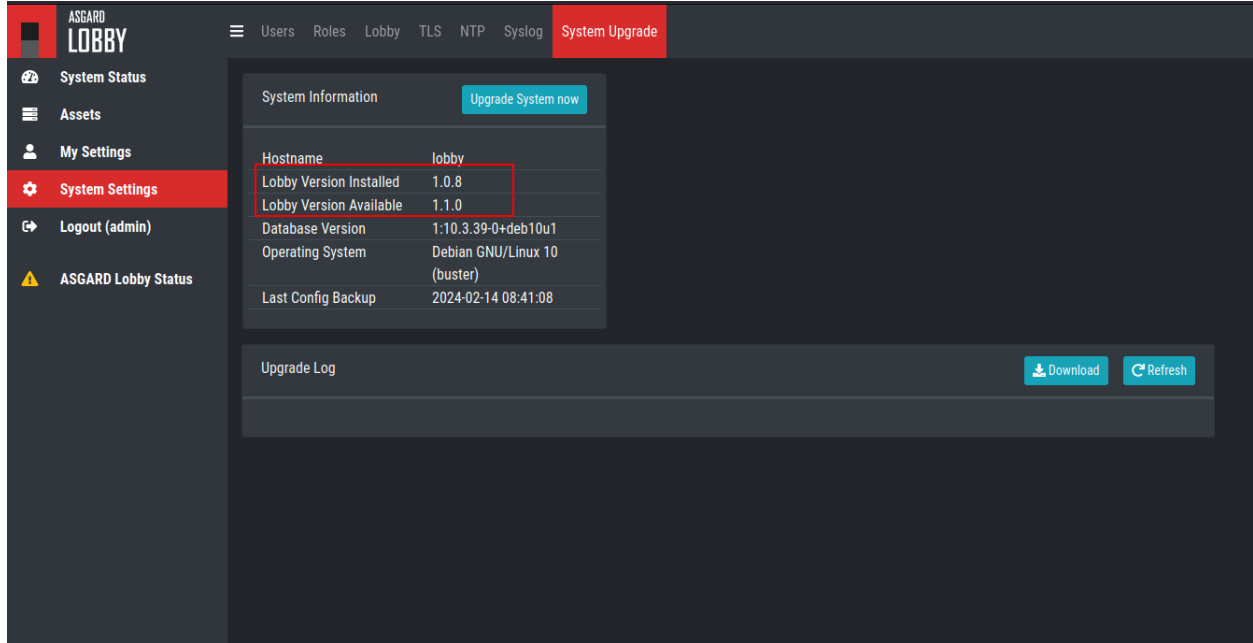 ASGARD
LOBBY
Users Roles Lobby TLS NTP Syslog System Upgrade
System Status
Assets
My Settings
System Settings
Logout (admin)
ASGARD Lobby Status
System Information
Upgrade System now
Hostname lobby
Lobby Version Installed 1.0.8
Lobby Version Available 1.1.0
Database Version 1:10.3.39-0+deb10u1
Operating System Debian GNU/Linux 10
(buster)
Last Config Backup 2024-02-14 08:41:08
Upgrade Log
Download
Refresh